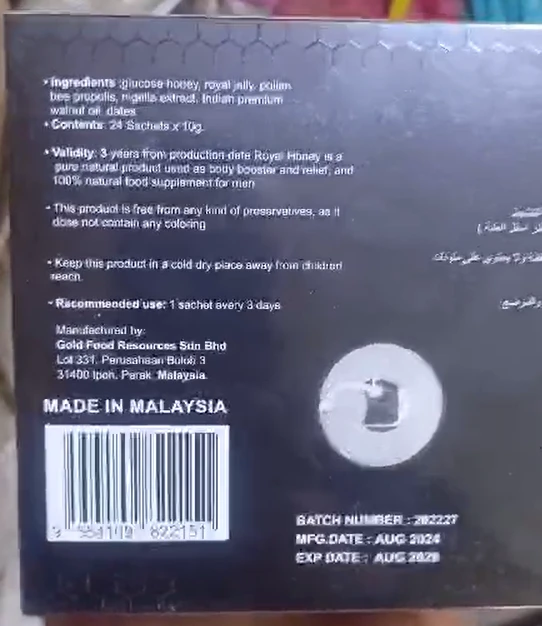 • Ingredients :glucose honey, royal jelly, pollen
bee propolis, nigella extract, Indian premium
walnut oil, dates
• Contents: 24 Sachets x 10g.
• Validity: 3 years from production date Royal Honey is a
pure natural product used as body booster and relief, and
100% natural food supplement for men
• This product is free from any kind of preservatives, as it
dose not contain any coloring
• Keep this product in a cold dry place away from children
reach.
• Recommended use: 1 sachet every 3 days
Manufactured by:
Gold Food Resources Sdn Bhd
Lot 331, Perusahaan Buloh 3
31400 Ipoh, Perak, Malaysia.
MADE IN MALAYSIA
BATCH NUMBER : 202227
MFG.DATE : AUG 2024
EXP DATE : AUG